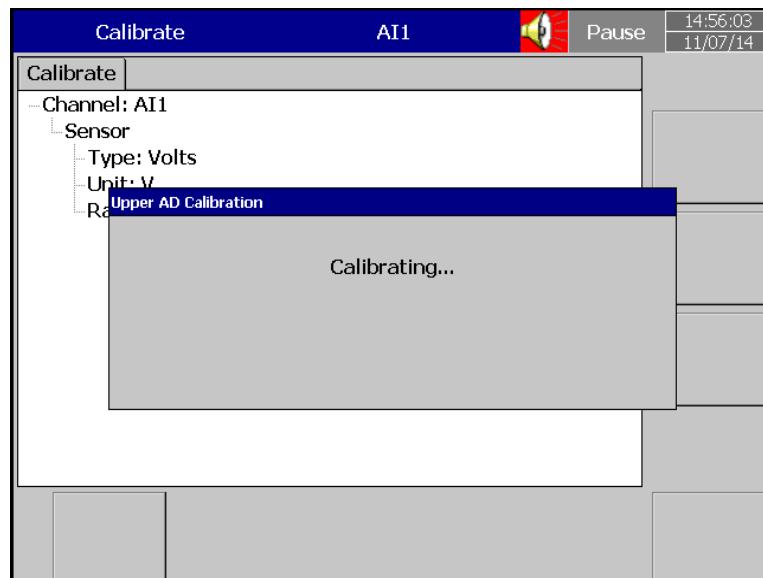 Calibrate AI1 Pause 14:56:03
11/07/14
Calibrate
Channel: AI1
Sensor
Type: Volts
Unit: V
Ra
Upper AD Calibration
Calibrating...